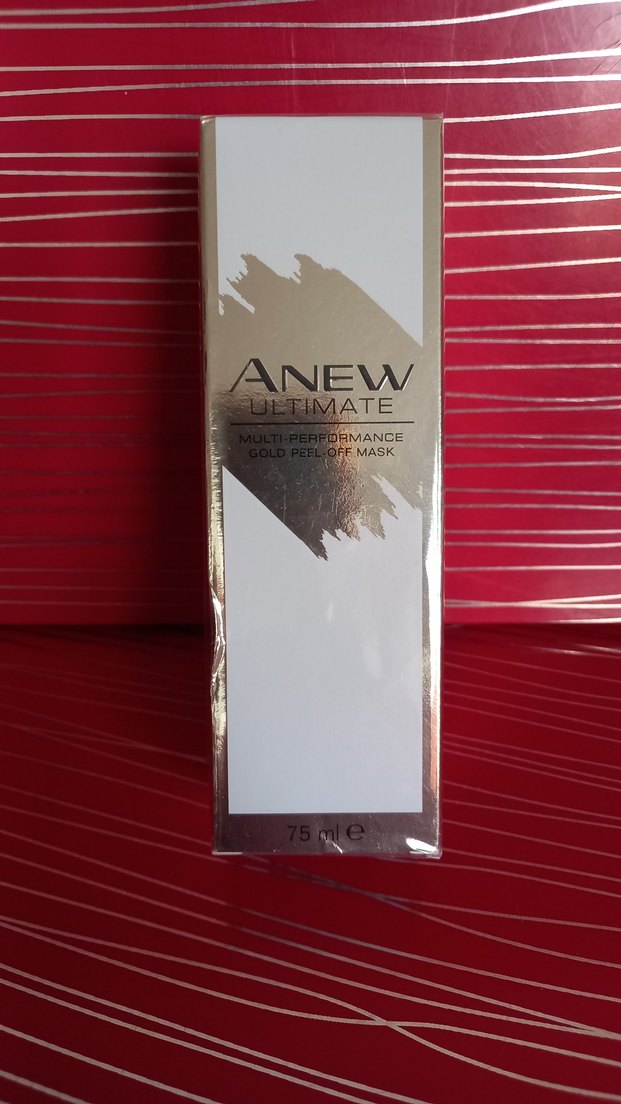 ANEW
ULTIMATE
MULTI-PERFORMANCE
GOLD PEEL-OFF MASK
75 ml ℮